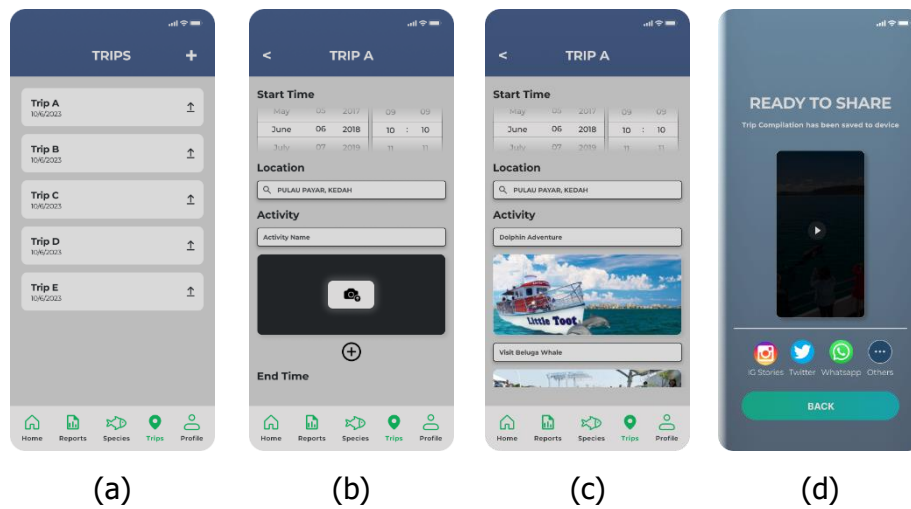 TRIPS +
Trip A
10/6/2023
Trip B
10/6/2023
Trip C
10/6/2023
Trip D
10/6/2023
Trip E
10/6/2023
Home Reports Species Trips Profile
(a)
< TRIP A
Start Time
May 05 2017 09 09
June 06 2018 10 : 10
July 07 2019 11 11
Location
PULAU PAYAR, KEDAH
Activity
Activity Name
End Time
Home Reports Species Trips Profile
(b)
< TRIP A
Start Time
May 05 2017 09 09
June 06 2018 10 : 10
July 07 2019 11 11
Location
PULAU PAYAR, KEDAH
Activity
Dolphin Adventure
Little Toot
Visit Beluga Whale
Home Reports Species Trips Profile
(c)
READY TO SHARE
Trip Compilation has been saved to device
IG Stories Twitter Whatsapp Others
BACK
(d)